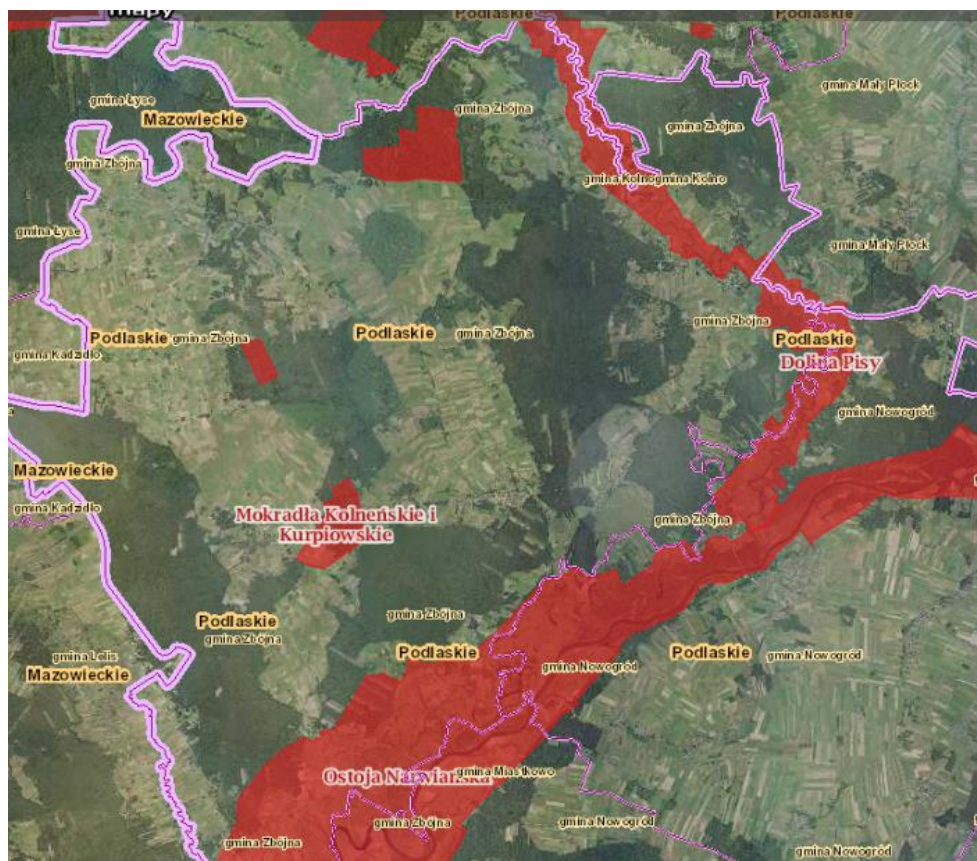 mapy
Podlaskie
Podlaskie
gmina Łyse
Mazowieckie
gmina Zbójna
gmina Mały Płock
gmina Zbójna
gmina Zbójna
gmina Kolno
gmina Kolno
gmina Łyse
gmina Mały Płock
Podlaskie
gmina Zbójna
Podlaskie
gmina Zbójna
gmina Zbójna
Podlaskie
gmina Kadzidło
Dolina Pisy
gmina Nowogród
Mazowieckie
gmina Kadzidło
Mokradła Kolneńskie i
Kurpiowskie
gmina Zbójna
Podlaskie
gmina Zbójna
gmina Zbójna
gmina Lelis
Mazowieckie
Podlaskie
gmina Nowogród
Podlaskie
gmina Nowogród
Ostoja Narwiańska
gmina Miastkowo
gmina Zbójna
gmina Nowogród
gmina Zbójna
gmina Nowogród